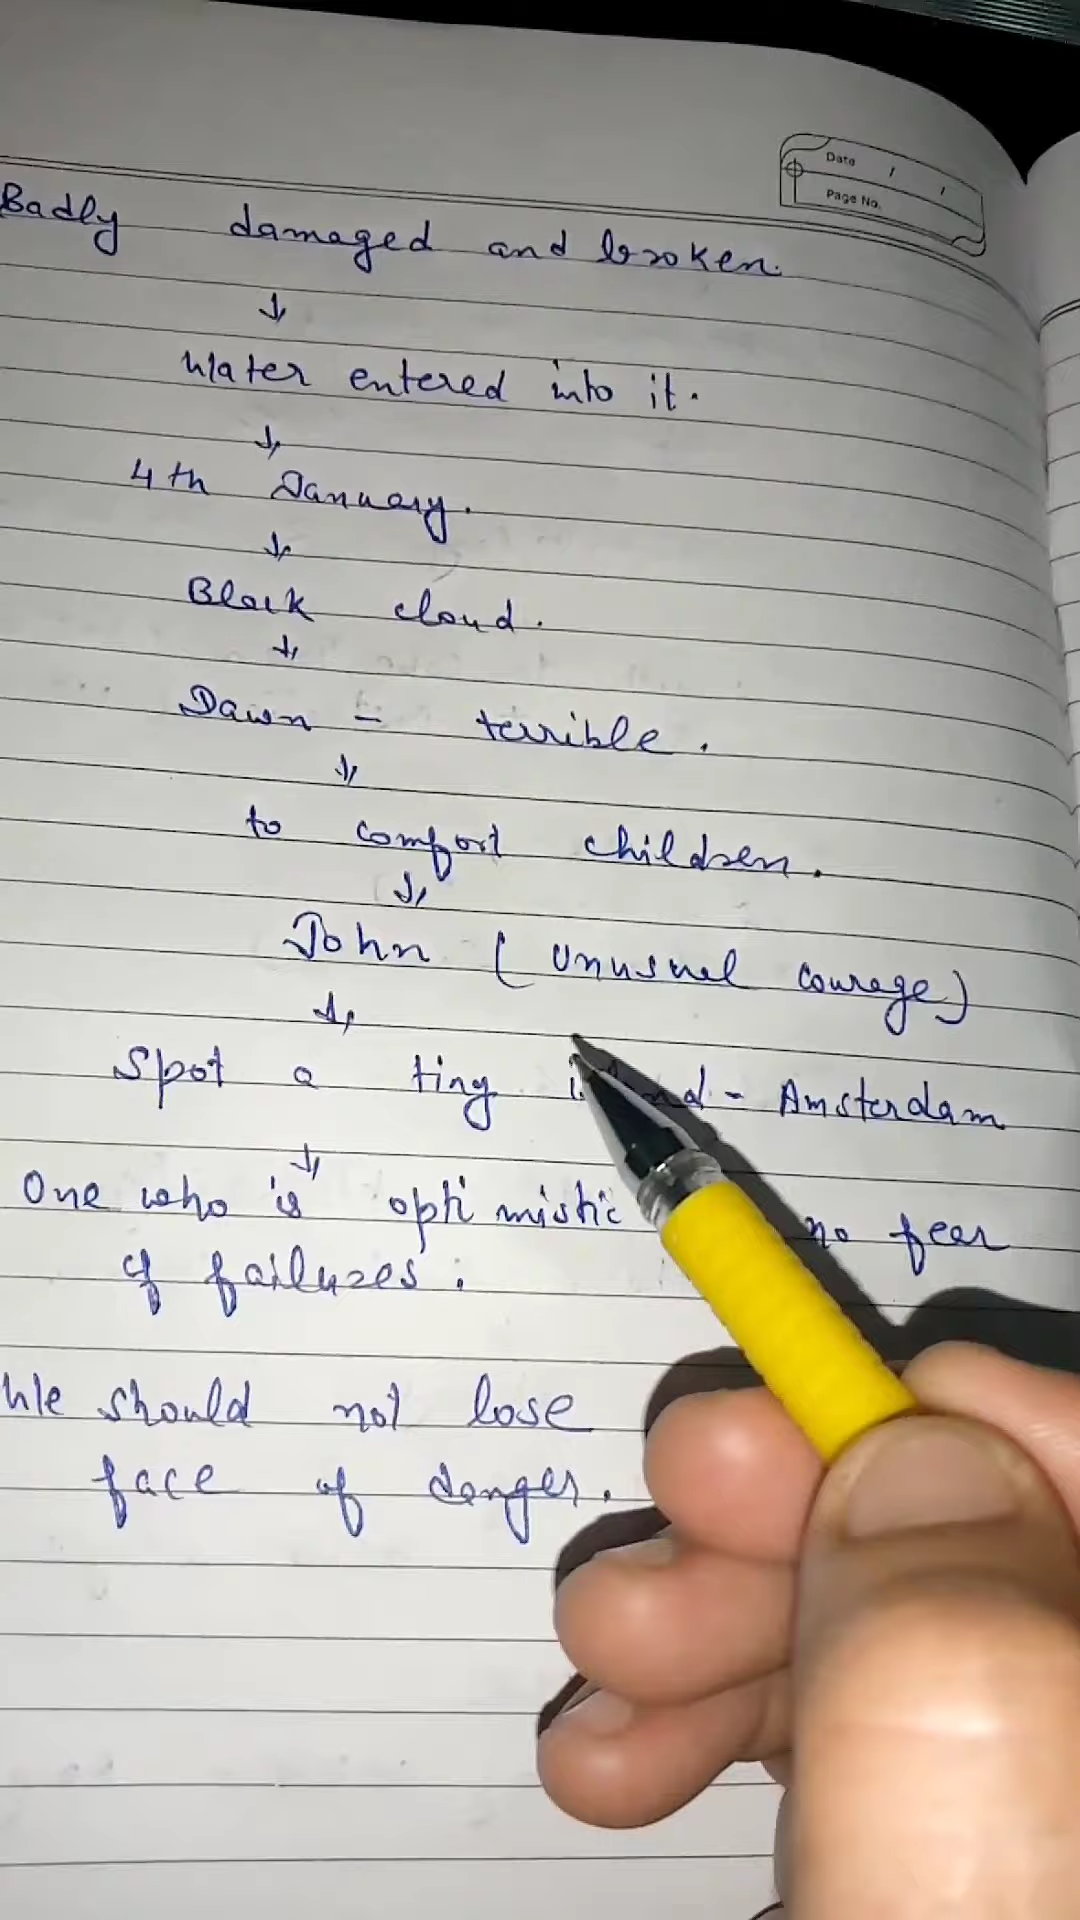 Date / /
Page No.
Badly damaged and broken.
↓
Water entered into it.
↓
4th January.
↓
Black cloud.
↓
Dawn - terrible.
↓
to comfort children.
↓
John (Unusual courage)
↓
Spot a tiny - Amsterdam
↓
One who is optimistic no fear
of failures.
We should not lose
face of danger.